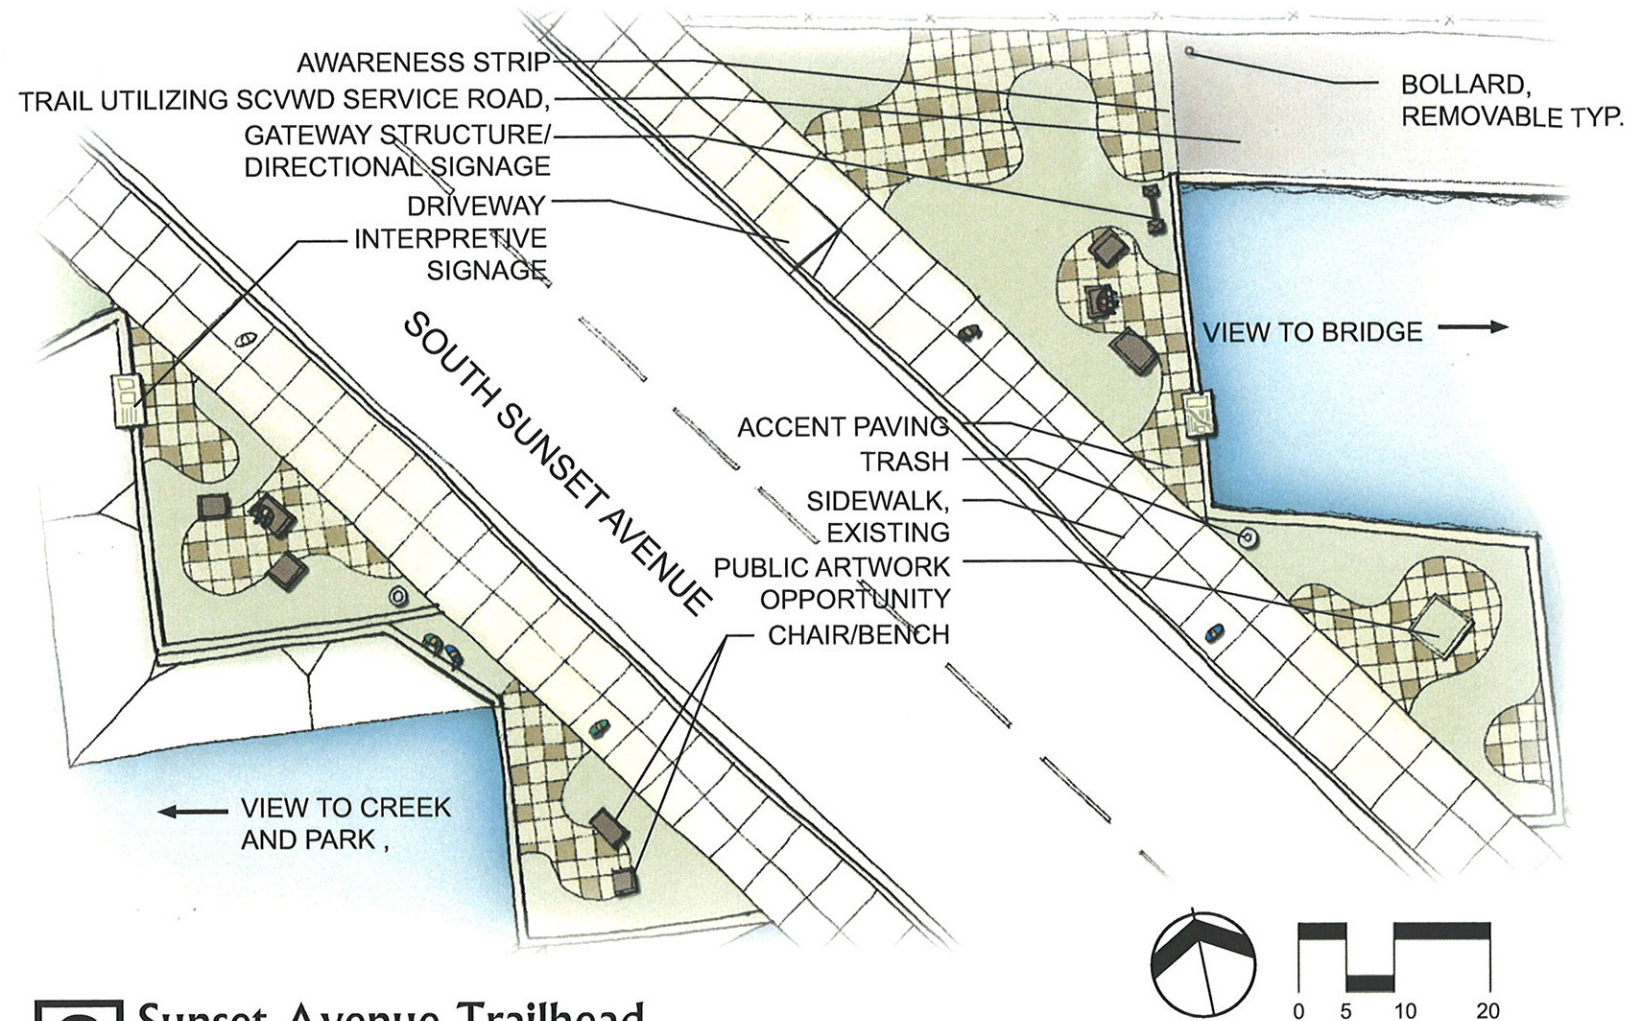 AWARENESS STRIP
TRAIL UTILIZING SCVWD SERVICE ROAD,
GATEWAY STRUCTURE/
DIRECTIONAL SIGNAGE
DRIVEWAY
INTERPRETIVE
SIGNAGE
BOLLARD,
REMOVABLE TYP.
VIEW TO BRIDGE
SOUTH SUNSET AVENUE
ACCENT PAVING
TRASH
SIDEWALK,
EXISTING
PUBLIC ARTWORK
OPPORTUNITY
CHAIR/BENCH
VIEW TO CREEK
AND PARK ,
0 5 10 20
Sunset Avenue Trailhead